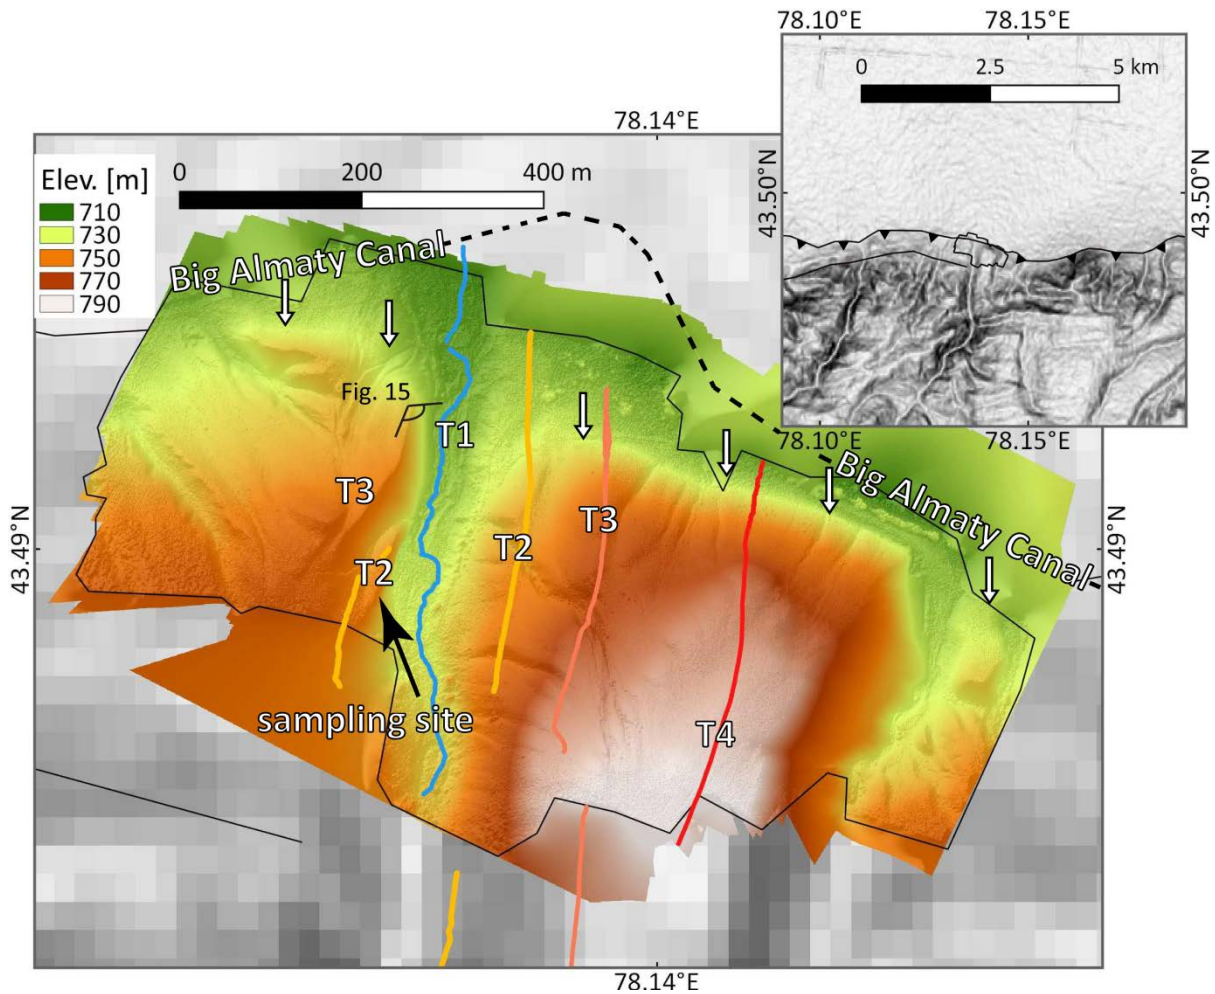 78.10°E
78.15°E
0
2.5
5 km
78.14°E
Elev. [m]
710
730
750
770
790
0
200
400 m
43.50°N
43.50°N
Big Almaty Canal
Fig. 15
T1
78.10°E
78.15°E
Big Almaty Canal
T3
T3
43.49°N
T2
T2
43.49°N
sampling site
T4
78.14°E